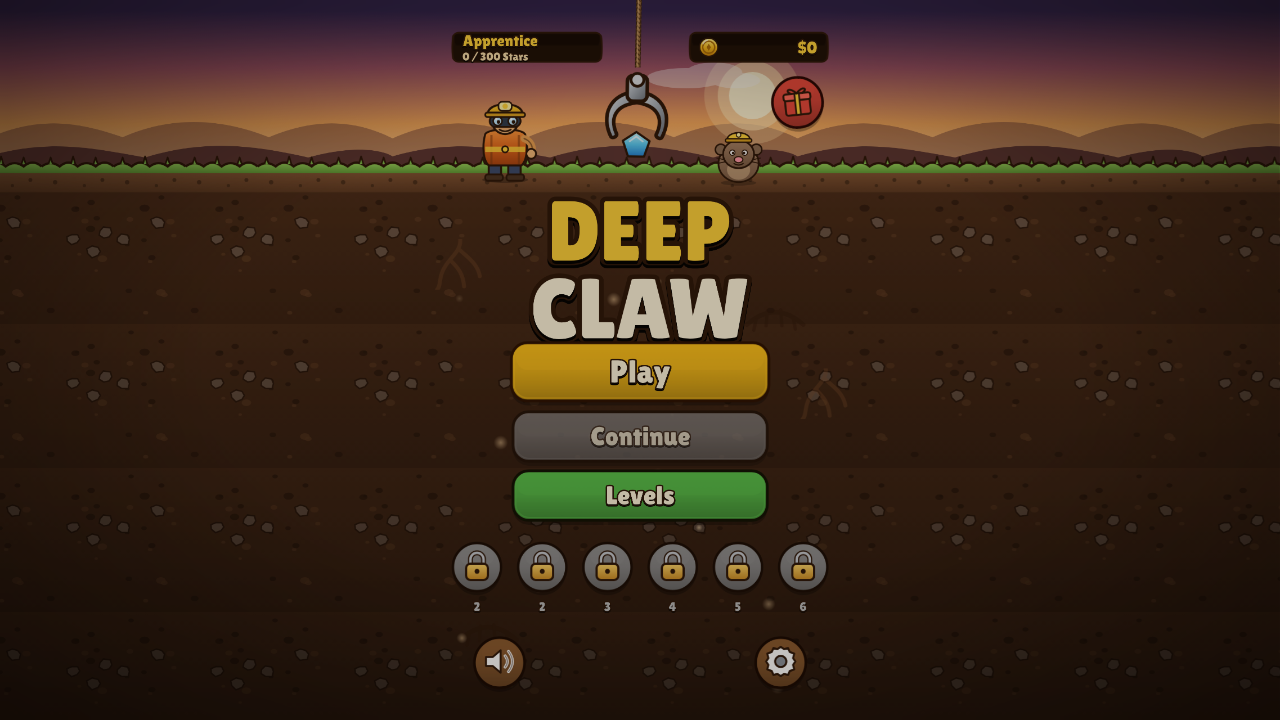 Apprentice
0 / 300 Stars
$0
DEEP
CLAW
Play
Continue
Levels
2 2 3 4 5 6